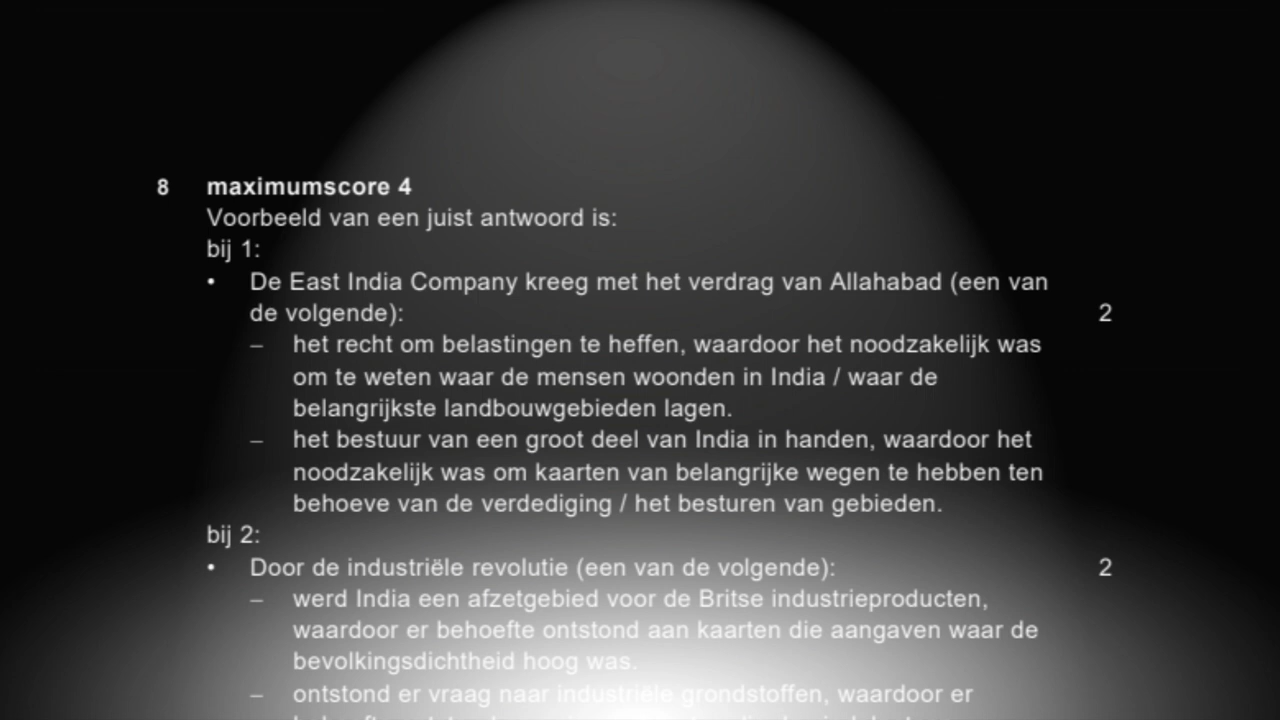 8 maximumscore 4
Voorbeeld van een juist antwoord is:
bij 1:
• De East India Company kreeg met het verdrag van Allahabad (een van
de volgende): 2
– het recht om belastingen te heffen, waardoor het noodzakelijk was
om te weten waar de mensen woonden in India / waar de
belangrijkste landbouwgebieden lagen.
– het bestuur van een groot deel van India in handen, waardoor het
noodzakelijk was om kaarten van belangrijke wegen te hebben ten
behoeve van de verdediging / het besturen van gebieden.
bij 2:
• Door de industriële revolutie (een van de volgende): 2
– werd India een afzetgebied voor de Britse industrieproducten,
waardoor er behoefte ontstond aan kaarten die aangaven waar de
bevolkingsdichtheid hoog was.
– ontstond er vraag naar industriële grondstoffen, waardoor er